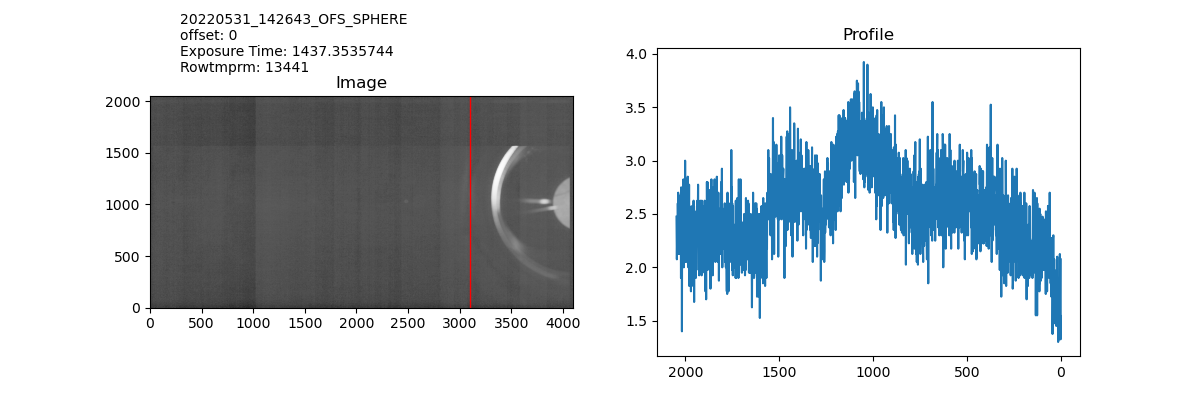 20220531_142643_OFS_SPHERE
offset: 0
Exposure Time: 1437.3535744
Rowtmprm: 13441
Image
2000
1500
1000
500
0
0 500 1000 1500 2000 2500 3000 3500 4000
Profile
4.0
3.5
3.0
2.5
2.0
1.5
2000 1500 1000 500 0